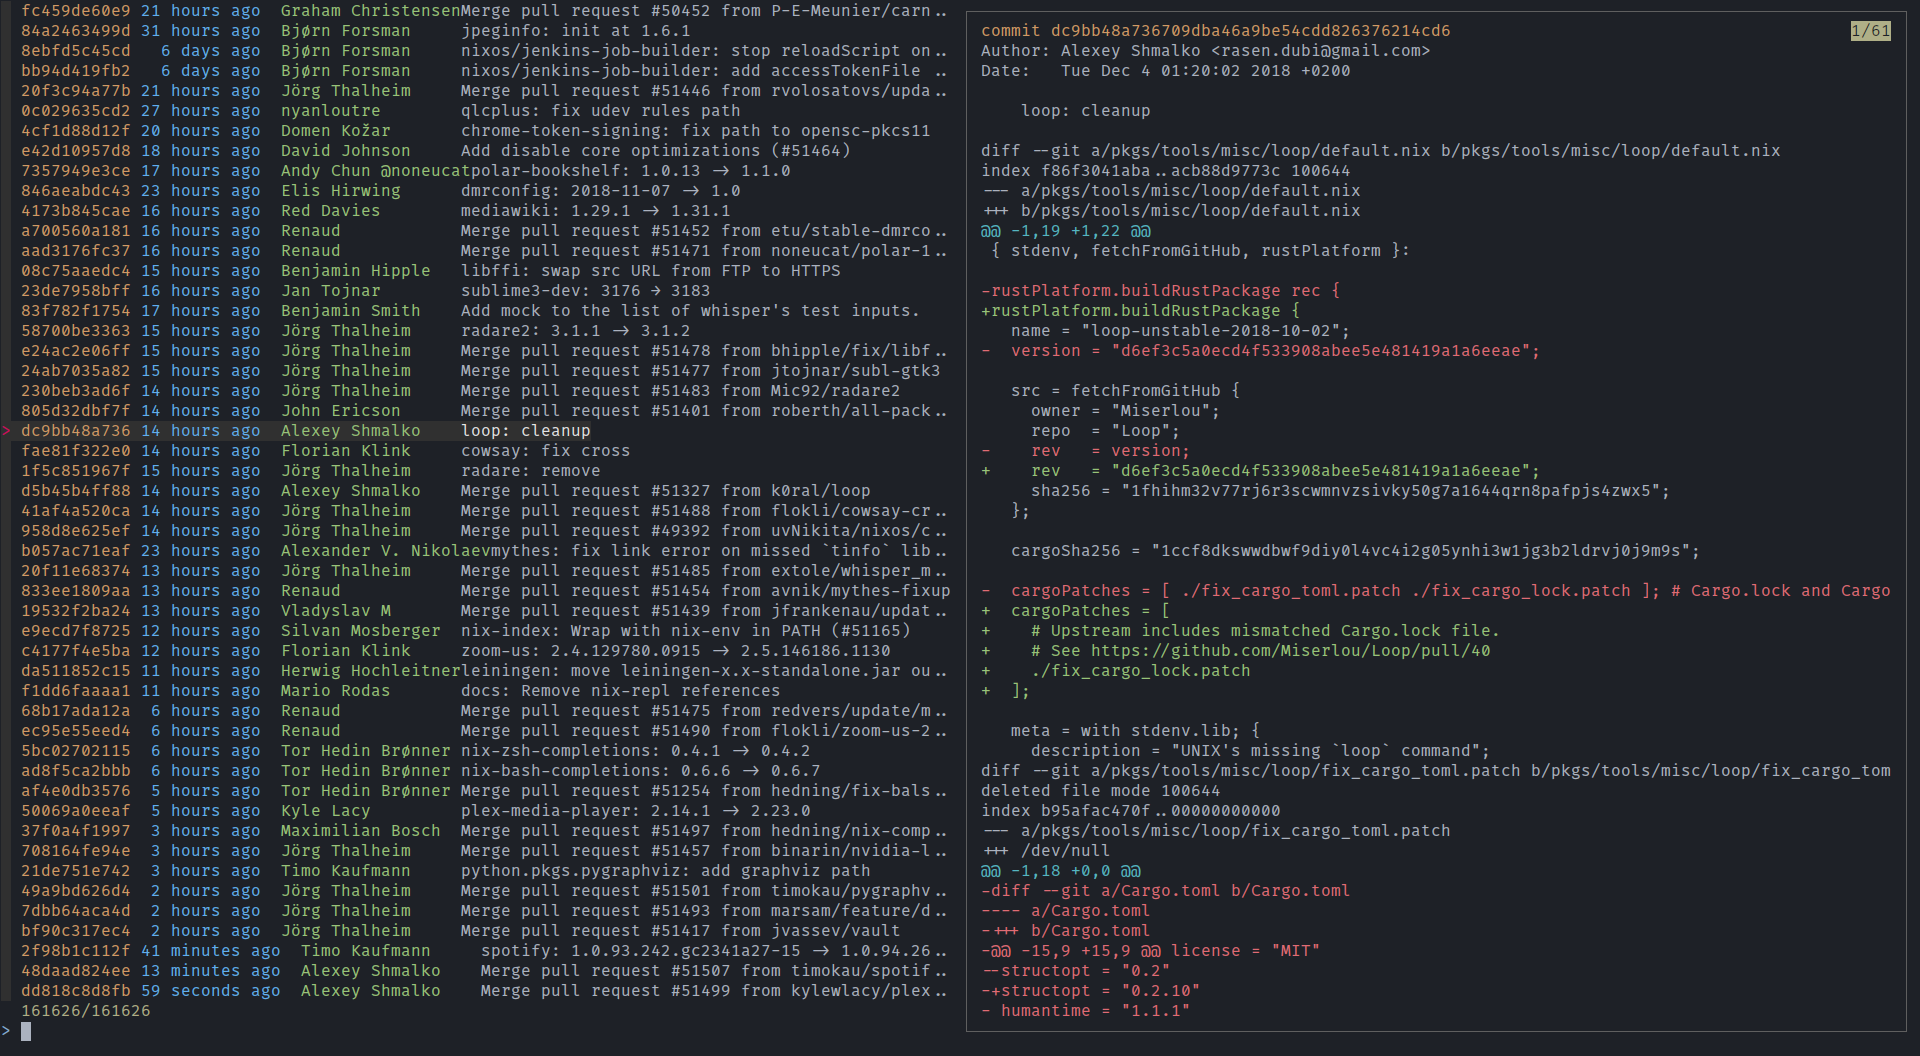 fc459de60e9 21 hours ago  Graham ChristensenMerge pull request #50452 from P-E-Meunier/carn..
84a2463499d 31 hours ago  Bjørn Forsman     jpeginfo: init at 1.6.1
8ebfd5c45cd   6 days ago  Bjørn Forsman     nixos/jenkins-job-builder: stop reloadScript on..
bb94d419fb2   6 days ago  Bjørn Forsman     nixos/jenkins-job-builder: add accessTokenFile ..
20f3c94a77b 21 hours ago  Jörg Thalheim     Merge pull request #51446 from rvolosatovs/upda..
0c029635cd2 27 hours ago  nyanloutre        qlcplus: fix udev rules path
4cf1d88d12f 20 hours ago  Domen Kožar       chrome-token-signing: fix path to opensc-pkcs11
e42d10957d8 18 hours ago  David Johnson     Add disable core optimizations (#51464)
7357949e3ce 17 hours ago  Andy Chun @noneucatpolar-bookshelf: 1.0.13 -> 1.1.0
846aeabdc43 23 hours ago  Elis Hirwing      dmrconfig: 2018-11-07 -> 1.0
4173b845cae 16 hours ago  Red Davies        mediawiki: 1.29.1 -> 1.31.1
a700560a181 16 hours ago  Renaud            Merge pull request #51452 from etu/stable-dmrco..
aad3176fc37 16 hours ago  Renaud            Merge pull request #51471 from noneucat/polar-1..
08c75aaedc4 15 hours ago  Benjamin Hipple   libffi: swap src URL from FTP to HTTPS
23de7958bff 16 hours ago  Jan Tojnar        sublime3-dev: 3176 → 3183
83f782f1754 17 hours ago  Benjamin Smith    Add mock to the list of whisper's test inputs.
58700be3363 15 hours ago  Jörg Thalheim     radare2: 3.1.1 -> 3.1.2
e24ac2e06ff 15 hours ago  Jörg Thalheim     Merge pull request #51478 from bhipple/fix/libf..
24ab7035a82 15 hours ago  Jörg Thalheim     Merge pull request #51477 from jtojnar/subl-gtk3
230beb3ad6f 14 hours ago  Jörg Thalheim     Merge pull request #51483 from Mic92/radare2
805d32dbf7f 14 hours ago  John Ericson      Merge pull request #51401 from roberth/all-pack..
> dc9bb48a736 14 hours ago  Alexey Shmalko    loop: cleanup
fae81f322e0 14 hours ago  Florian Klink     cowsay: fix cross
1f5c851967f 15 hours ago  Jörg Thalheim     radare: remove
d5b45b4ff88 14 hours ago  Alexey Shmalko    Merge pull request #51327 from k0ral/loop
41af4a520ca 14 hours ago  Jörg Thalheim     Merge pull request #51488 from flokli/cowsay-cr..
958d8e625ef 14 hours ago  Jörg Thalheim     Merge pull request #49392 from uvNikita/nixos/c..
b057ac71eaf 23 hours ago  Alexander V. Nikolaevmythes: fix link error on missed `tinfo` lib..
20f11e68374 13 hours ago  Jörg Thalheim     Merge pull request #51485 from extole/whisper_m..
833ee1809aa 13 hours ago  Renaud            Merge pull request #51454 from avnik/mythes-fixup
19532f2ba24 13 hours ago  Vladyslav M       Merge pull request #51439 from jfrankenau/updat..
e9ecd7f8725 12 hours ago  Silvan Mosberger  nix-index: Wrap with nix-env in PATH (#51165)
c4177f4e5ba 12 hours ago  Florian Klink     zoom-us: 2.4.129780.0915 -> 2.5.146186.1130
da511852c15 11 hours ago  Herwig Hochleitnerleiningen: move leiningen-x.x-standalone.jar ou..
f1dd6faaaa1 11 hours ago  Mario Rodas       docs: Remove nix-repl references
68b17ada12a  6 hours ago  Renaud            Merge pull request #51475 from redvers/update/m..
ec95e55eed4  6 hours ago  Renaud            Merge pull request #51490 from flokli/zoom-us-2..
5bc02702115  6 hours ago  Tor Hedin Brønner nix-zsh-completions: 0.4.1 -> 0.4.2
ad8f5ca2bbb  6 hours ago  Tor Hedin Brønner nix-bash-completions: 0.6.6 -> 0.6.7
af4e0db3576  5 hours ago  Tor Hedin Brønner Merge pull request #51254 from hedning/fix-bals..
50069a0eeaf  5 hours ago  Kyle Lacy         plex-media-player: 2.14.1 -> 2.23.0
37f0a4f1997  3 hours ago  Maximilian Bosch  Merge pull request #51497 from hedning/nix-comp..
708164fe94e  3 hours ago  Jörg Thalheim     Merge pull request #51457 from binarin/nvidia-l..
21de751e742  3 hours ago  Timo Kaufmann     python.pkgs.pygraphviz: add graphviz path
49a9bd626d4  2 hours ago  Jörg Thalheim     Merge pull request #51501 from timokau/pygraphv..
7dbb64aca4d  2 hours ago  Jörg Thalheim     Merge pull request #51493 from marsam/feature/d..
bf90c317ec4  2 hours ago  Jörg Thalheim     Merge pull request #51417 from jvassev/vault
2f98b1c112f 41 minutes ago  Timo Kaufmann     spotify: 1.0.93.242.gc2341a27-15 -> 1.0.94.26..
48daad824ee 13 minutes ago  Alexey Shmalko    Merge pull request #51507 from timokau/spotif..
dd818c8d8fb 59 seconds ago  Alexey Shmalko    Merge pull request #51499 from kylewlacy/plex..
161626/161626
>
commit dc9bb48a736709dba46a9be54cdd826376214cd6 1/61
Author: Alexey Shmalko <rasen.dubi@gmail.com>
Date:   Tue Dec 4 01:20:02 2018 +0200
    loop: cleanup
diff --git a/pkgs/tools/misc/loop/default.nix b/pkgs/tools/misc/loop/default.nix
index f86f3041aba..acb88d9773c 100644
--- a/pkgs/tools/misc/loop/default.nix
+++ b/pkgs/tools/misc/loop/default.nix
@@ -1,19 +1,22 @@
 { stdenv, fetchFromGitHub, rustPlatform }:
-rustPlatform.buildRustPackage rec {
+rustPlatform.buildRustPackage {
   name = "loop-unstable-2018-10-02";
-  version = "d6ef3c5a0ecd4f533908abee5e481419a1a6eeae";
   src = fetchFromGitHub {
     owner = "Miserlou";
     repo  = "Loop";
-    rev   = version;
+    rev   = "d6ef3c5a0ecd4f533908abee5e481419a1a6eeae";
     sha256 = "1fhihm32v77rj6r3scwmnvzsivky50g7a1644qrn8pafpjs4zwx5";
   };
   cargoSha256 = "1ccf8dkswwdbwf9diy0l4vc4i2g05ynhi3w1jg3b2ldrvj0j9m9s";
-  cargoPatches = [ ./fix_cargo_toml.patch ./fix_cargo_lock.patch ]; # Cargo.lock and Cargo
+  cargoPatches = [
+    # Upstream includes mismatched Cargo.lock file.
+    # See https://github.com/Miserlou/Loop/pull/40
+    ./fix_cargo_lock.patch
+  ];
   meta = with stdenv.lib; {
     description = "UNIX's missing `loop` command";
diff --git a/pkgs/tools/misc/loop/fix_cargo_toml.patch b/pkgs/tools/misc/loop/fix_cargo_tom
deleted file mode 100644
index b95afac470f..00000000000
--- a/pkgs/tools/misc/loop/fix_cargo_toml.patch
+++ /dev/null
@@ -1,18 +0,0 @@
-diff --git a/Cargo.toml b/Cargo.toml
---- a/Cargo.toml
-+++ b/Cargo.toml
-@@ -15,9 +15,9 @@ license = "MIT"
--structopt = "0.2"
-+structopt = "0.2.10"
- humantime = "1.1.1"